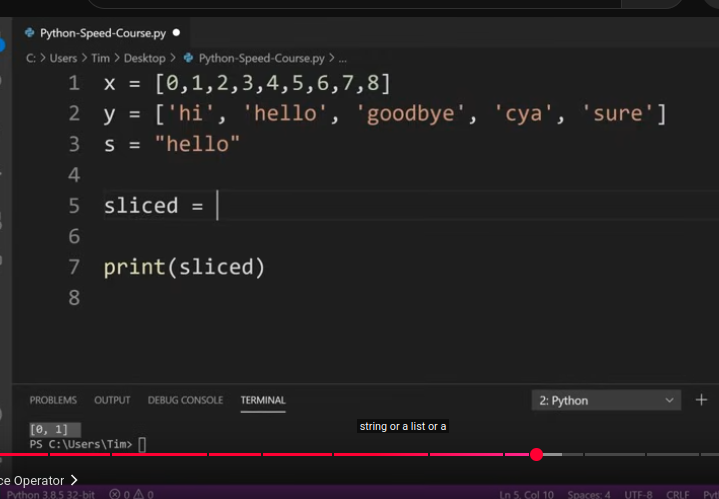 Python-Speed-Course.py
C: > Users > Tim > Desktop > Python-Speed-Course.py > ...
1 x = [0,1,2,3,4,5,6,7,8]
2 y = ['hi', 'hello', 'goodbye', 'cya', 'sure']
3 s = "hello"
4
5 sliced =
6
7 print(sliced)
8
PROBLEMS OUTPUT DEBUG CONSOLE TERMINAL 2: Python
[0, 1]
string or a list or a
PS C:\Users\Tim>
ce Operator >
Python 3.8.5 32-bit 0 0 Ln 5, Col 10 Spaces: 4 UTF-8 CRLF Pyt